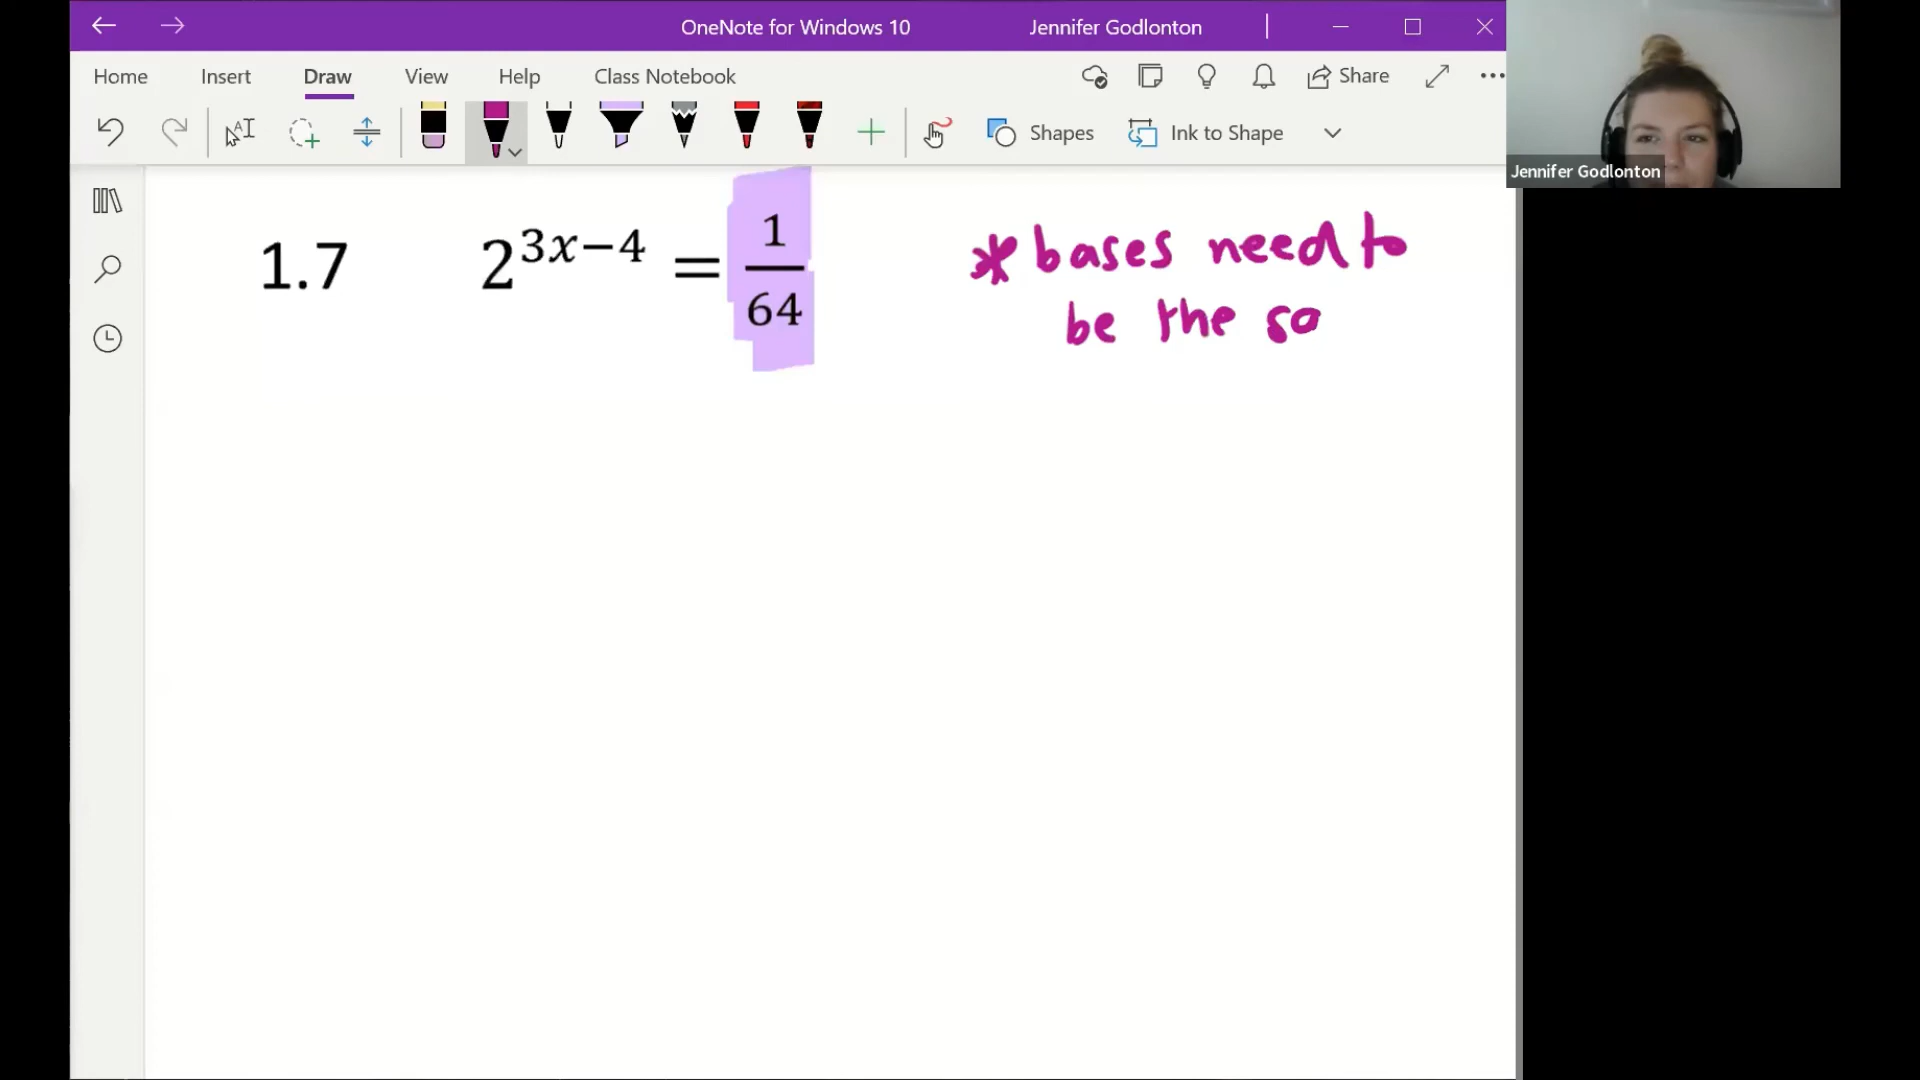 OneNote for Windows 10
Jennifer Godlonton
Home Insert Draw View Help Class Notebook
Share
Shapes
Ink to Shape
Jennifer Godlonton
1.7 2^{3x−4} = 1/64
* bases need to
be the sa